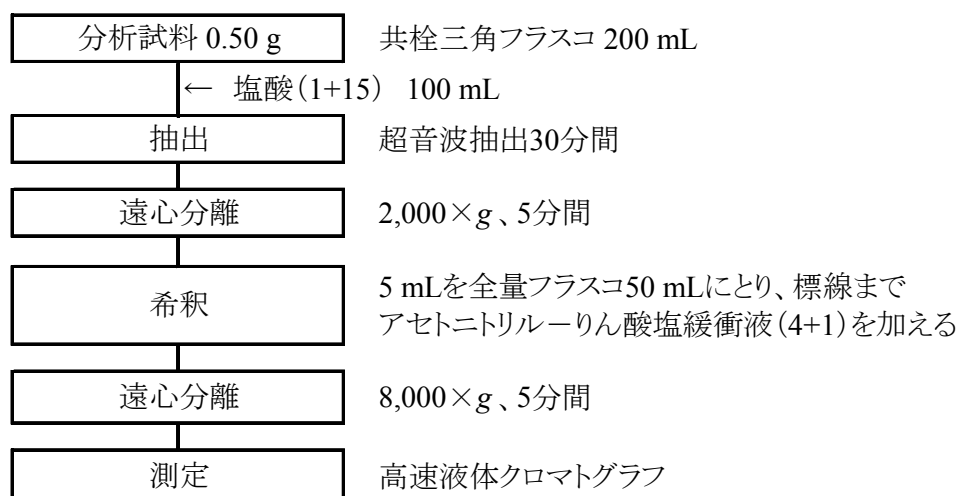 分析試料 0.50 g 共栓三角フラスコ 200 mL
← 塩酸(1+15) 100 mL
抽出 超音波抽出30分間
遠心分離 2,000×g、5分間
希釈 5 mLを全量フラスコ50 mLにとり、標線まで
アセトニトリル－りん酸塩緩衝液(4+1)を加える
遠心分離 8,000×g、5分間
測定 高速液体クロマトグラフ